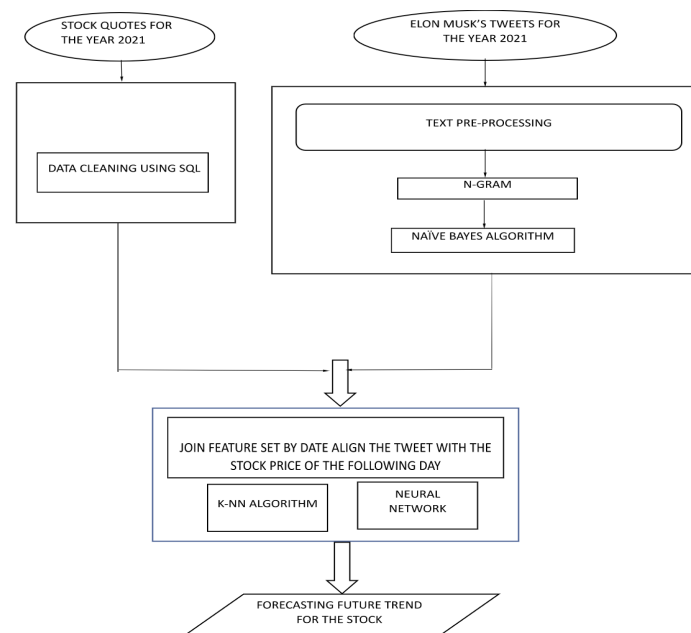 STOCK QUOTES FOR
THE YEAR 2021
ELON MUSK'S TWEETS FOR
THE YEAR 2021
DATA CLEANING USING SQL
TEXT PRE-PROCESSING
N-GRAM
NAÏVE BAYES ALGORITHM
JOIN FEATURE SET BY DATE ALIGN THE TWEET WITH THE
STOCK PRICE OF THE FOLLOWING DAY
K-NN ALGORITHM
NEURAL
NETWORK
FORECASTING FUTURE TREND
FOR THE STOCK